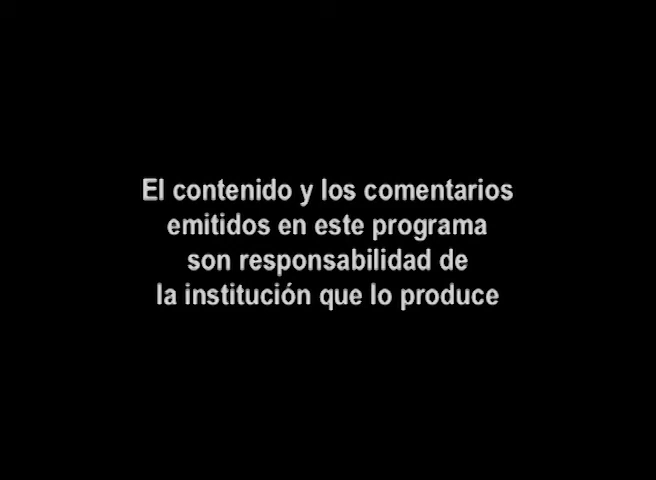 El contenido y los comentarios
emitidos en este programa
son responsabilidad de
la institución que lo produce